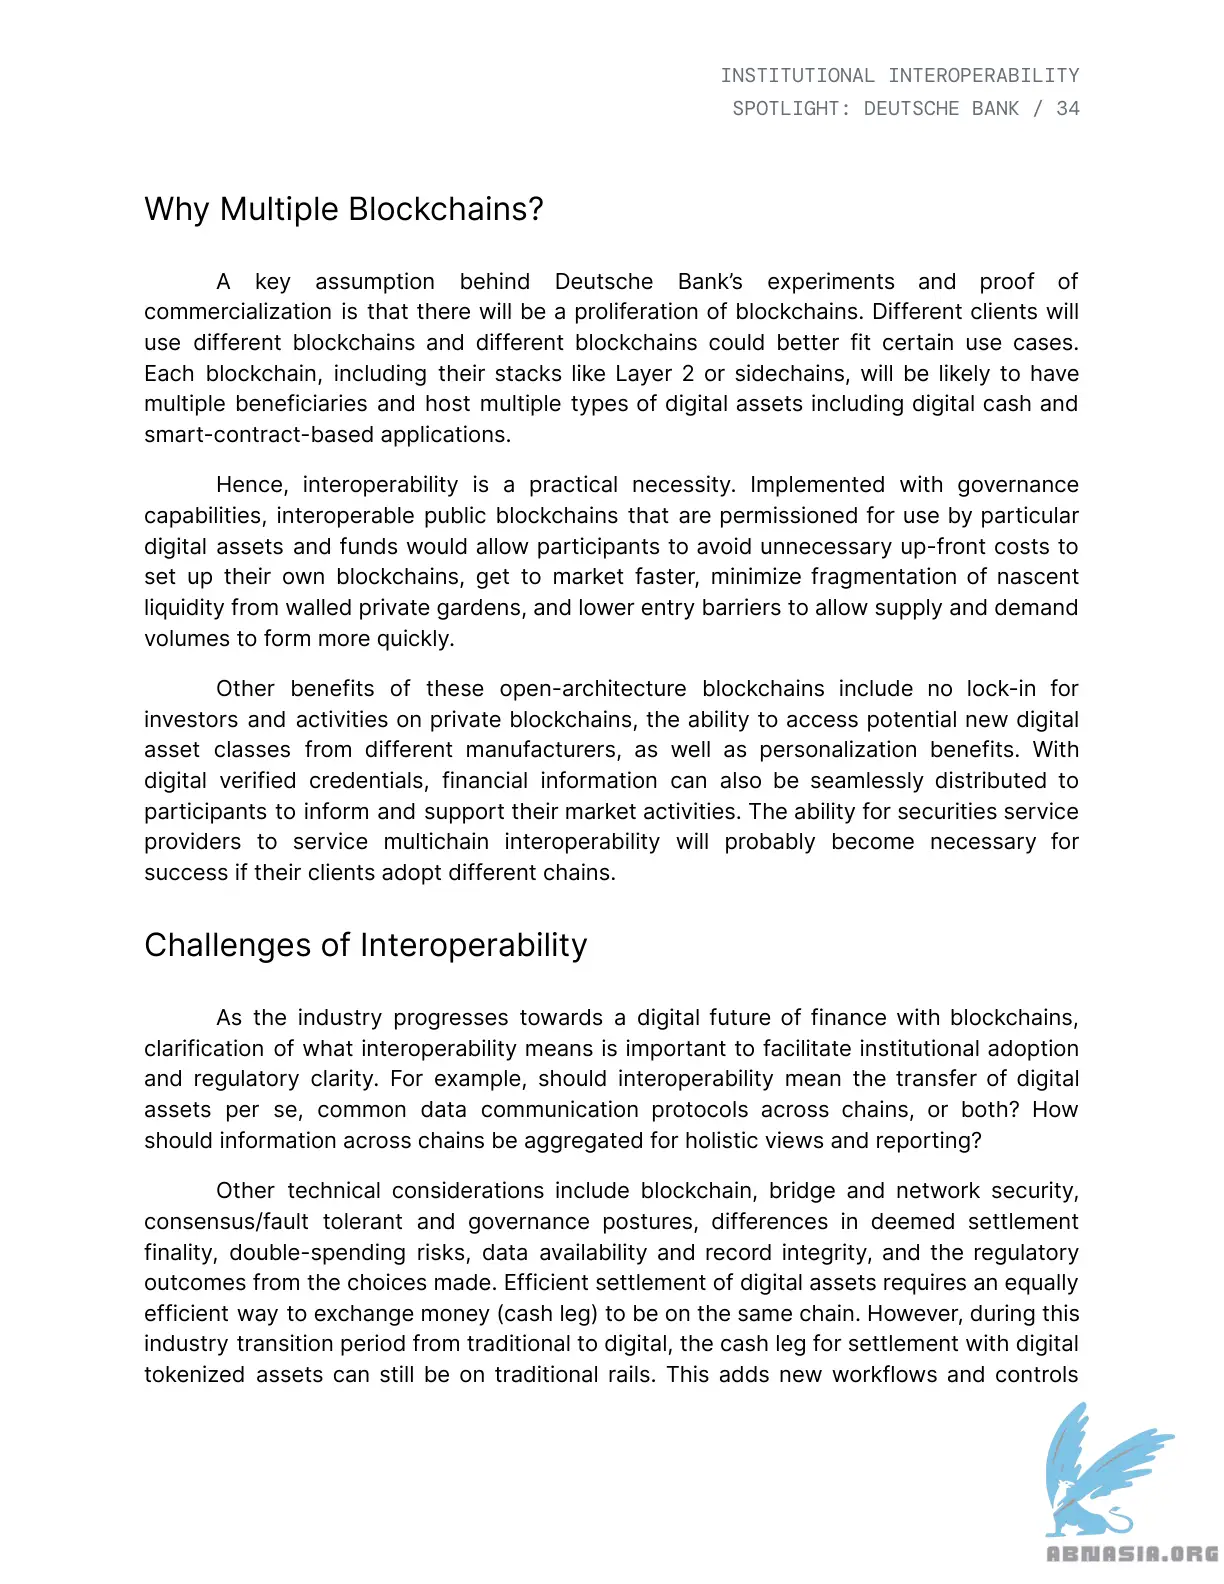 INSTITUTIONAL INTEROPERABILITY
SPOTLIGHT: DEUTSCHE BANK / 34
Why Multiple Blockchains?
A key assumption behind Deutsche Bank’s experiments and proof of
commercialization is that there will be a proliferation of blockchains. Different clients will
use different blockchains and different blockchains could better fit certain use cases.
Each blockchain, including their stacks like Layer 2 or sidechains, will be likely to have
multiple beneficiaries and host multiple types of digital assets including digital cash and
smart-contract-based applications.
Hence, interoperability is a practical necessity. Implemented with governance
capabilities, interoperable public blockchains that are permissioned for use by particular
digital assets and funds would allow participants to avoid unnecessary up-front costs to
set up their own blockchains, get to market faster, minimize fragmentation of nascent
liquidity from walled private gardens, and lower entry barriers to allow supply and demand
volumes to form more quickly.
Other benefits of these open-architecture blockchains include no lock-in for
investors and activities on private blockchains, the ability to access potential new digital
asset classes from different manufacturers, as well as personalization benefits. With
digital verified credentials, financial information can also be seamlessly distributed to
participants to inform and support their market activities. The ability for securities service
providers to service multichain interoperability will probably become necessary for
success if their clients adopt different chains.
Challenges of Interoperability
As the industry progresses towards a digital future of finance with blockchains,
clarification of what interoperability means is important to facilitate institutional adoption
and regulatory clarity. For example, should interoperability mean the transfer of digital
assets per se, common data communication protocols across chains, or both? How
should information across chains be aggregated for holistic views and reporting?
Other technical considerations include blockchain, bridge and network security,
consensus/fault tolerant and governance postures, differences in deemed settlement
finality, double-spending risks, data availability and record integrity, and the regulatory
outcomes from the choices made. Efficient settlement of digital assets requires an equally
efficient way to exchange money (cash leg) to be on the same chain. However, during this
industry transition period from traditional to digital, the cash leg for settlement with digital
tokenized assets can still be on traditional rails. This adds new workflows and controls
ABNASIA.ORG